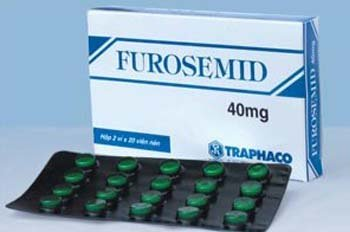 FUROSEMID
40mg
Hộp 2 vỉ x 20 viên nén
TRAPHACO